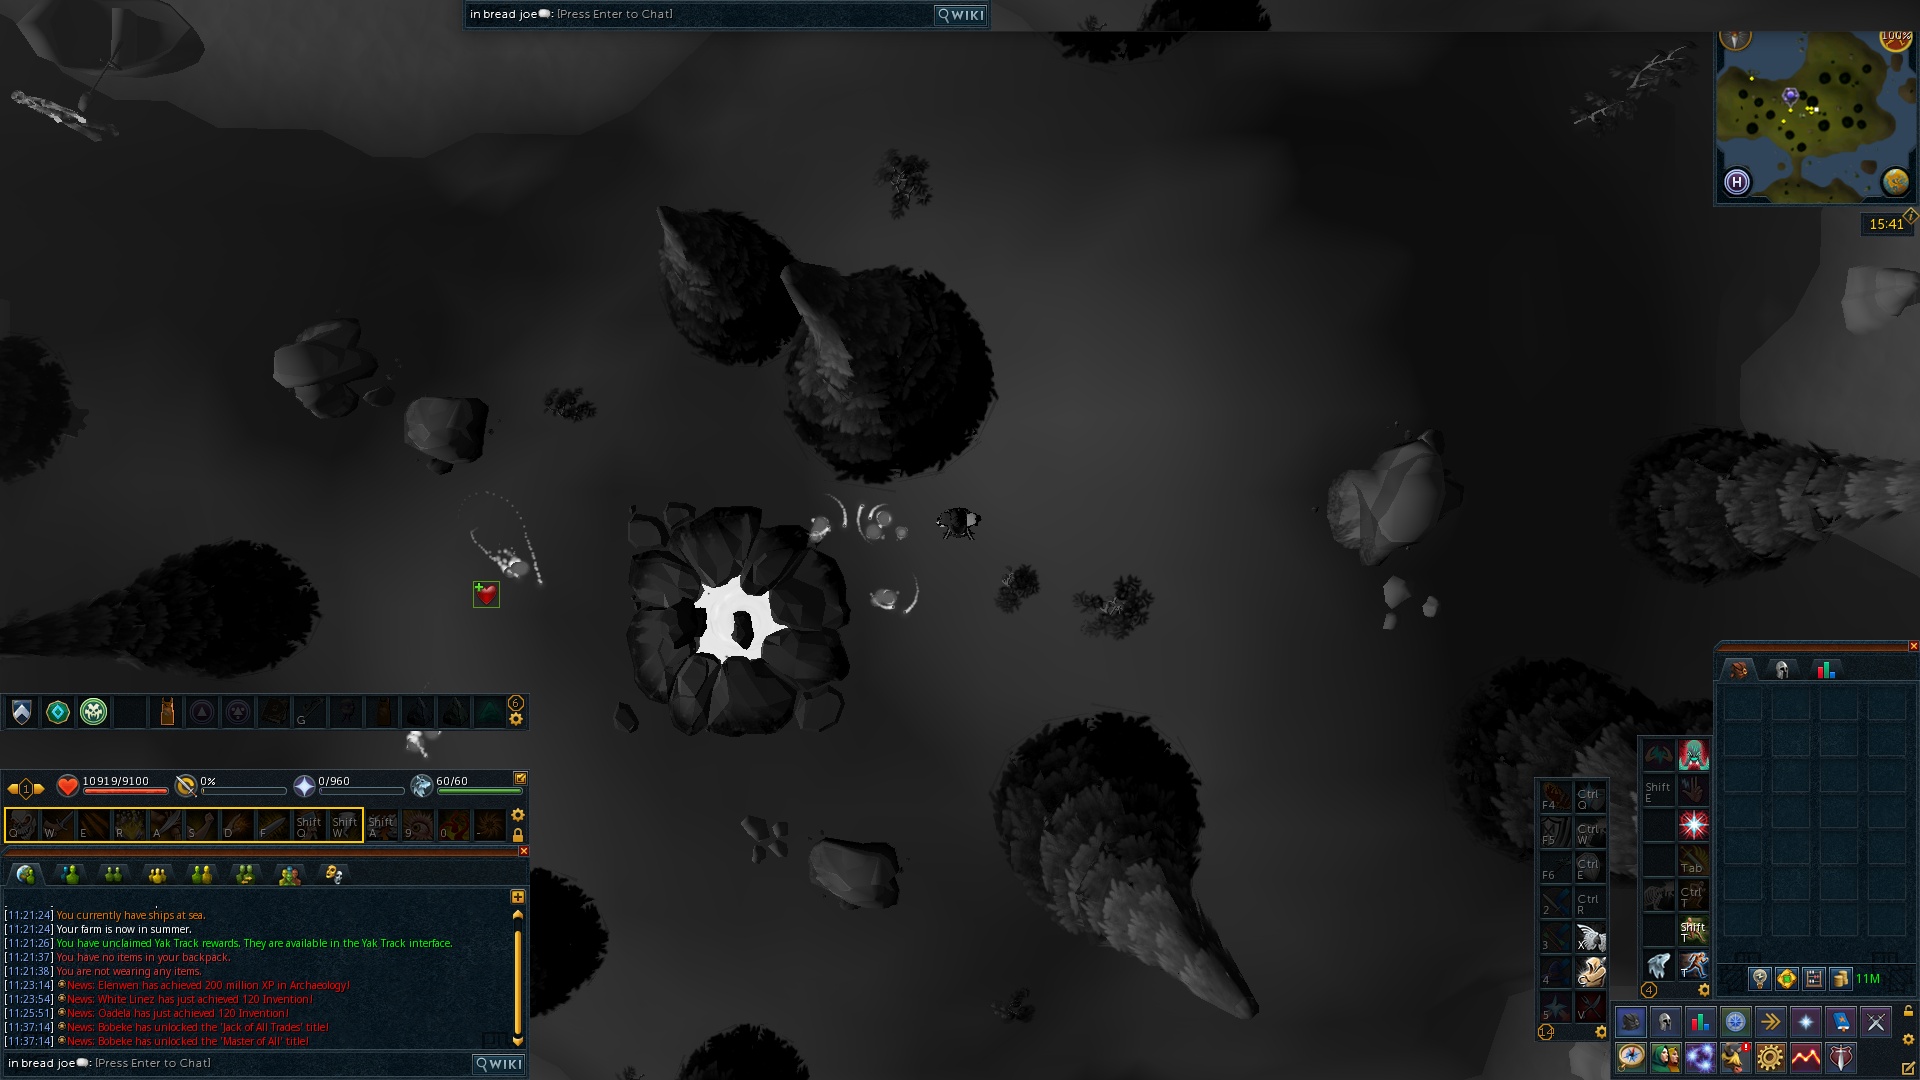 in bread joe: [Press Enter to Chat]
WIKI
100%
H
15:41
G
6
1
10919/9100
0%
0/960
60/60
Q W E R A S D F Shift Q Shift W Shift A 9 0 -
[11:21:24] You currently have ships at sea.
[11:21:24] Your farm is now in summer.
[11:21:26] You have unclaimed Yak Track rewards. They are available in the Yak Track interface.
[11:21:37] You have no items in your backpack.
[11:21:38] You are not wearing any items.
[11:23:14] News: Elenwen has achieved 200 million XP in Archaeology!
[11:23:54] News: White Linez has just achieved 120 Invention!
[11:25:51] News: Oadela has just achieved 120 Invention!
[11:37:14] News: Bobeke has unlocked the 'Jack of All Trades' title!
[11:37:14] News: Bobeke has unlocked the 'Master of All' title!
in bread joe: [Press Enter to Chat]
WIKI
F4 Ctrl Q
F5 Ctrl W
F6 Ctrl E
2 Ctrl R
3 X
4 C
5 V
14
Shift E
Tab
Ctrl T
Shift T
T
4
11M